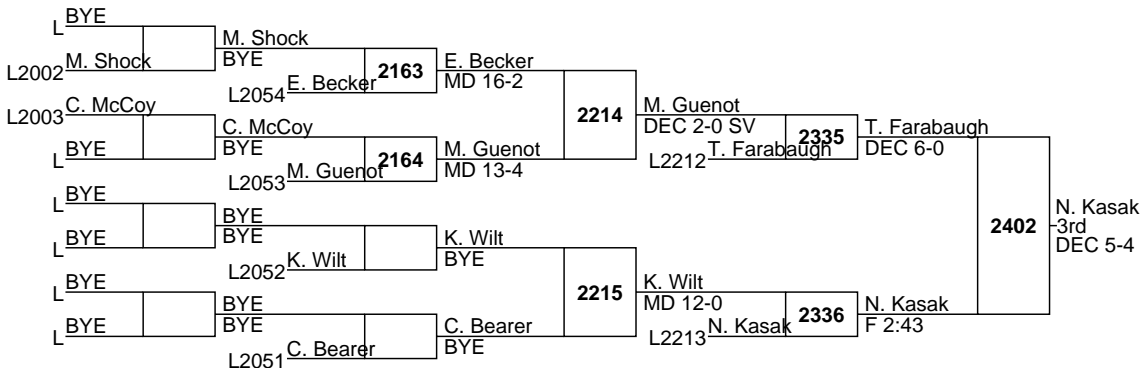 L BYE
L2002 M. Shock
M. Shock
BYE
L2054 E. Becker
2163
E. Becker
MD 16-2
L2003 C. McCoy
L BYE
C. McCoy
BYE
L2053 M. Guenot
2164
M. Guenot
MD 13-4
2214
M. Guenot
DEC 2-0 SV
L2212 T. Farabaugh
2335
T. Farabaugh
DEC 6-0
L BYE
L BYE
BYE
BYE
L2052 K. Wilt
K. Wilt
BYE
L BYE
L BYE
BYE
BYE
L2051 C. Bearer
C. Bearer
BYE
2215
K. Wilt
MD 12-0
L2213 N. Kasak
2336
N. Kasak
F 2:43
2402
N. Kasak
3rd
DEC 5-4